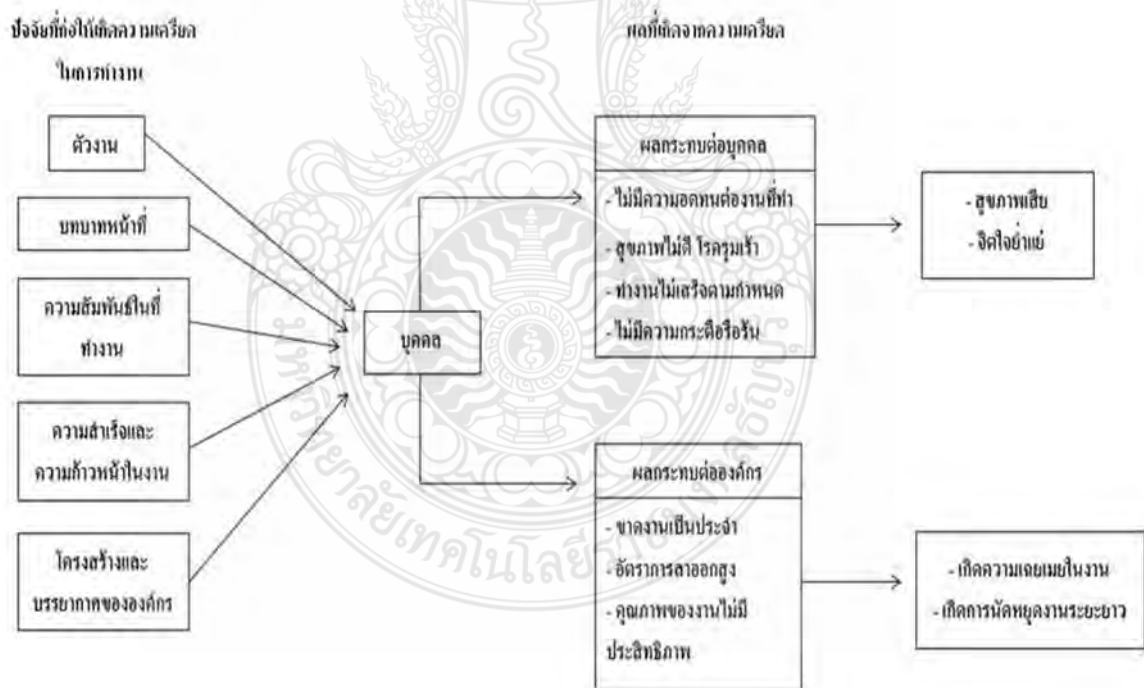 ปัจจัยที่ก่อให้เกิดความเครียด
ในการทำงาน
ผลที่เกิดจากความเครียด
ตัวงาน
บทบาทหน้าที่
ความสัมพันธ์ในที่
ทำงาน
ความสำเร็จและ
ความก้าวหน้าในงาน
โครงสร้างและ
บรรยากาศขององค์กร
บุคคล
ผลกระทบต่อบุคคล
- ไม่มีความอดทนต่องานที่ทำ
- สุขภาพไม่ดี โรครุมเร้า
- ทำงานไม่เสร็จตามกำหนด
- ไม่มีความกระตือรือร้น
- สุขภาพเสีย
- จิตใจย่ำแย่
ผลกระทบต่อองค์กร
- ขาดงานเป็นประจำ
- อัตราการลาออกสูง
- คุณภาพของงานไม่มี
ประสิทธิภาพ
- เกิดความเฉยเมยในงาน
- เกิดการนัดหยุดงานระยะยาว